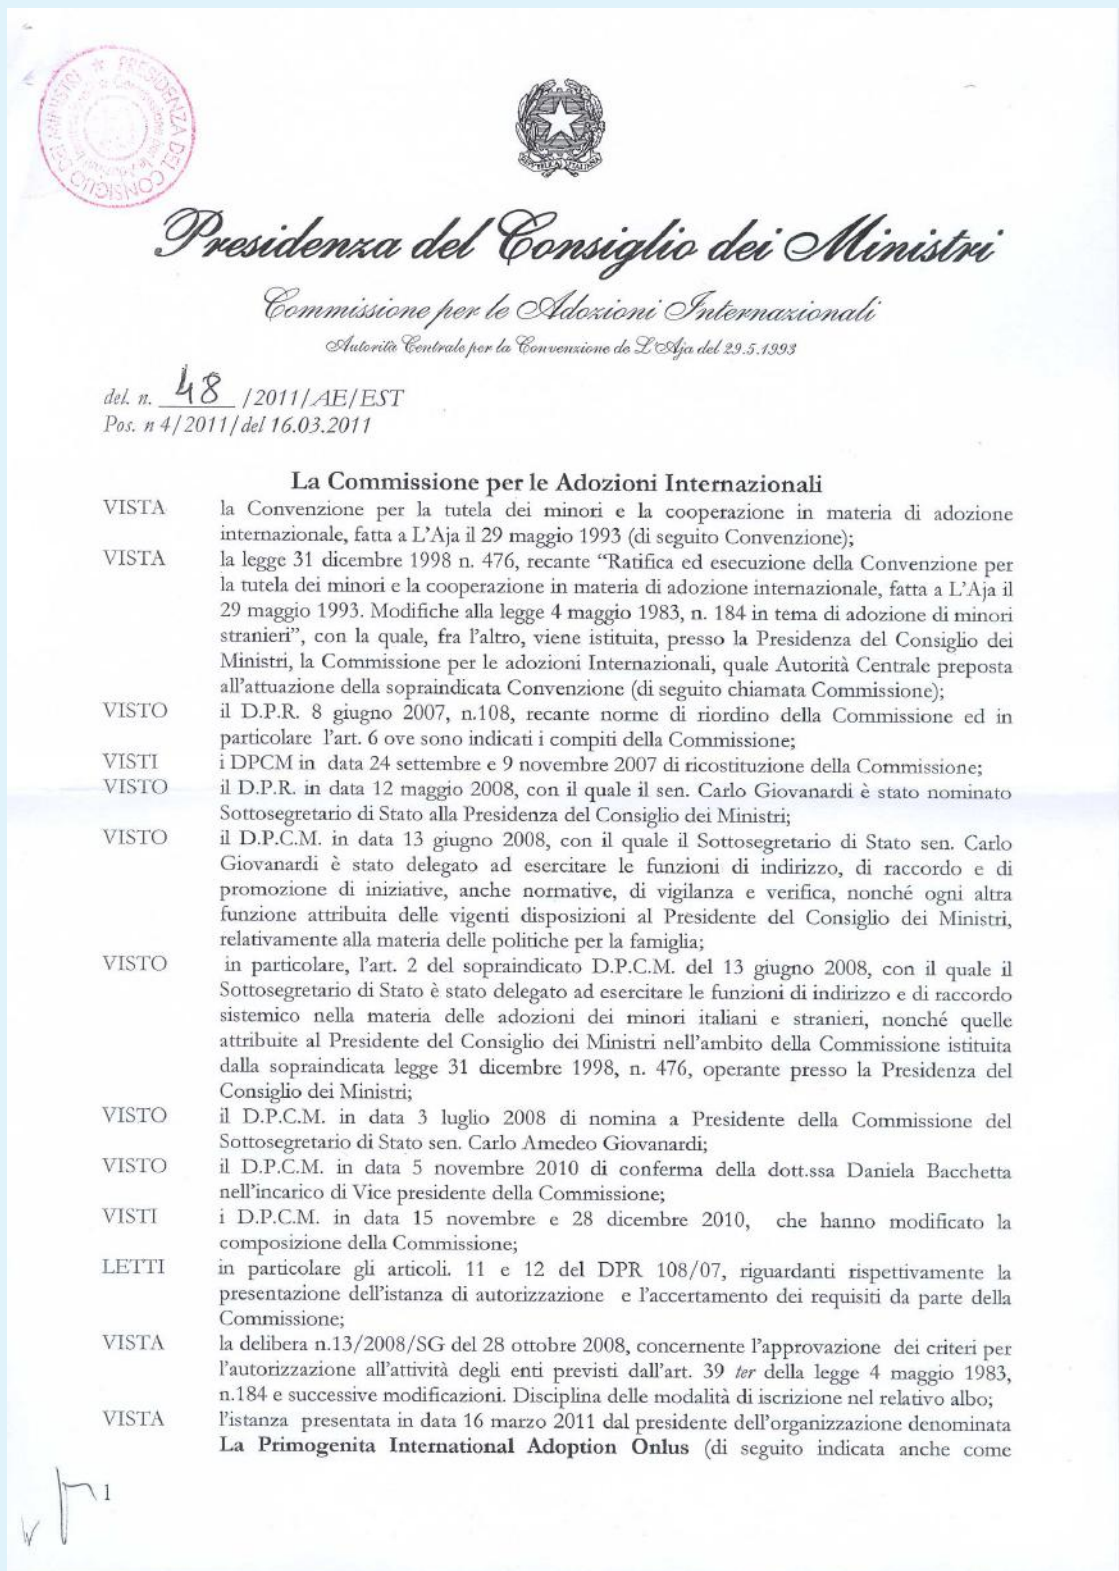 PRESIDENZA DEL CONSIGLIO DEI MINISTRI
REPVBBLICA ITALIANA
Presidenza del Consiglio dei Ministri
Commissione per le Adozioni Internazionali
Autorità Centrale per la Convenzione de L'Aja del 29.5.1993
del. n. 48 /2011/AE/EST
Pos. n 4/2011/del 16.03.2011
La Commissione per le Adozioni Internazionali
VISTA la Convenzione per la tutela dei minori e la cooperazione in materia di adozione
internazionale, fatta a L'Aja il 29 maggio 1993 (di seguito Convenzione);
VISTA la legge 31 dicembre 1998 n. 476, recante “Ratifica ed esecuzione della Convenzione per
la tutela dei minori e la cooperazione in materia di adozione internazionale, fatta a L'Aja il
29 maggio 1993. Modifiche alla legge 4 maggio 1983, n. 184 in tema di adozione di minori
stranieri”, con la quale, fra l'altro, viene istituita, presso la Presidenza del Consiglio dei
Ministri, la Commissione per le adozioni Internazionali, quale Autorità Centrale preposta
all'attuazione della sopraindicata Convenzione (di seguito chiamata Commissione);
VISTO il D.P.R. 8 giugno 2007, n.108, recante norme di riordino della Commissione ed in
particolare l'art. 6 ove sono indicati i compiti della Commissione;
VISTI i DPCM in data 24 settembre e 9 novembre 2007 di ricostituzione della Commissione;
VISTO il D.P.R. in data 12 maggio 2008, con il quale il sen. Carlo Giovanardi è stato nominato
Sottosegretario di Stato alla Presidenza del Consiglio dei Ministri;
VISTO il D.P.C.M. in data 13 giugno 2008, con il quale il Sottosegretario di Stato sen. Carlo
Giovanardi è stato delegato ad esercitare le funzioni di indirizzo, di raccordo e di
promozione di iniziative, anche normative, di vigilanza e verifica, nonché ogni altra
funzione attribuita delle vigenti disposizioni al Presidente del Consiglio dei Ministri,
relativamente alla materia delle politiche per la famiglia;
VISTO in particolare, l'art. 2 del sopraindicato D.P.C.M. del 13 giugno 2008, con il quale il
Sottosegretario di Stato è stato delegato ad esercitare le funzioni di indirizzo e di raccordo
sistemico nella materia delle adozioni dei minori italiani e stranieri, nonché quelle
attribuite al Presidente del Consiglio dei Ministri nell'ambito della Commissione istituita
dalla sopraindicata legge 31 dicembre 1998, n. 476, operante presso la Presidenza del
Consiglio dei Ministri;
VISTO il D.P.C.M. in data 3 luglio 2008 di nomina a Presidente della Commissione del
Sottosegretario di Stato sen. Carlo Amedeo Giovanardi;
VISTO il D.P.C.M. in data 5 novembre 2010 di conferma della dott.ssa Daniela Bacchetta
nell'incarico di Vice presidente della Commissione;
VISTI i D.P.C.M. in data 15 novembre e 28 dicembre 2010, che hanno modificato la
composizione della Commissione;
LETTI in particolare gli articoli. 11 e 12 del DPR 108/07, riguardanti rispettivamente la
presentazione dell'istanza di autorizzazione e l'accertamento dei requisiti da parte della
Commissione;
VISTA la delibera n.13/2008/SG del 28 ottobre 2008, concernente l'approvazione dei criteri per
l'autorizzazione all'attività degli enti previsti dall'art. 39 ter della legge 4 maggio 1983,
n.184 e successive modificazioni. Disciplina delle modalità di iscrizione nel relativo albo;
VISTA l'istanza presentata in data 16 marzo 2011 dal presidente dell'organizzazione denominata
La Primogenita International Adoption Onlus (di seguito indicata anche come
1